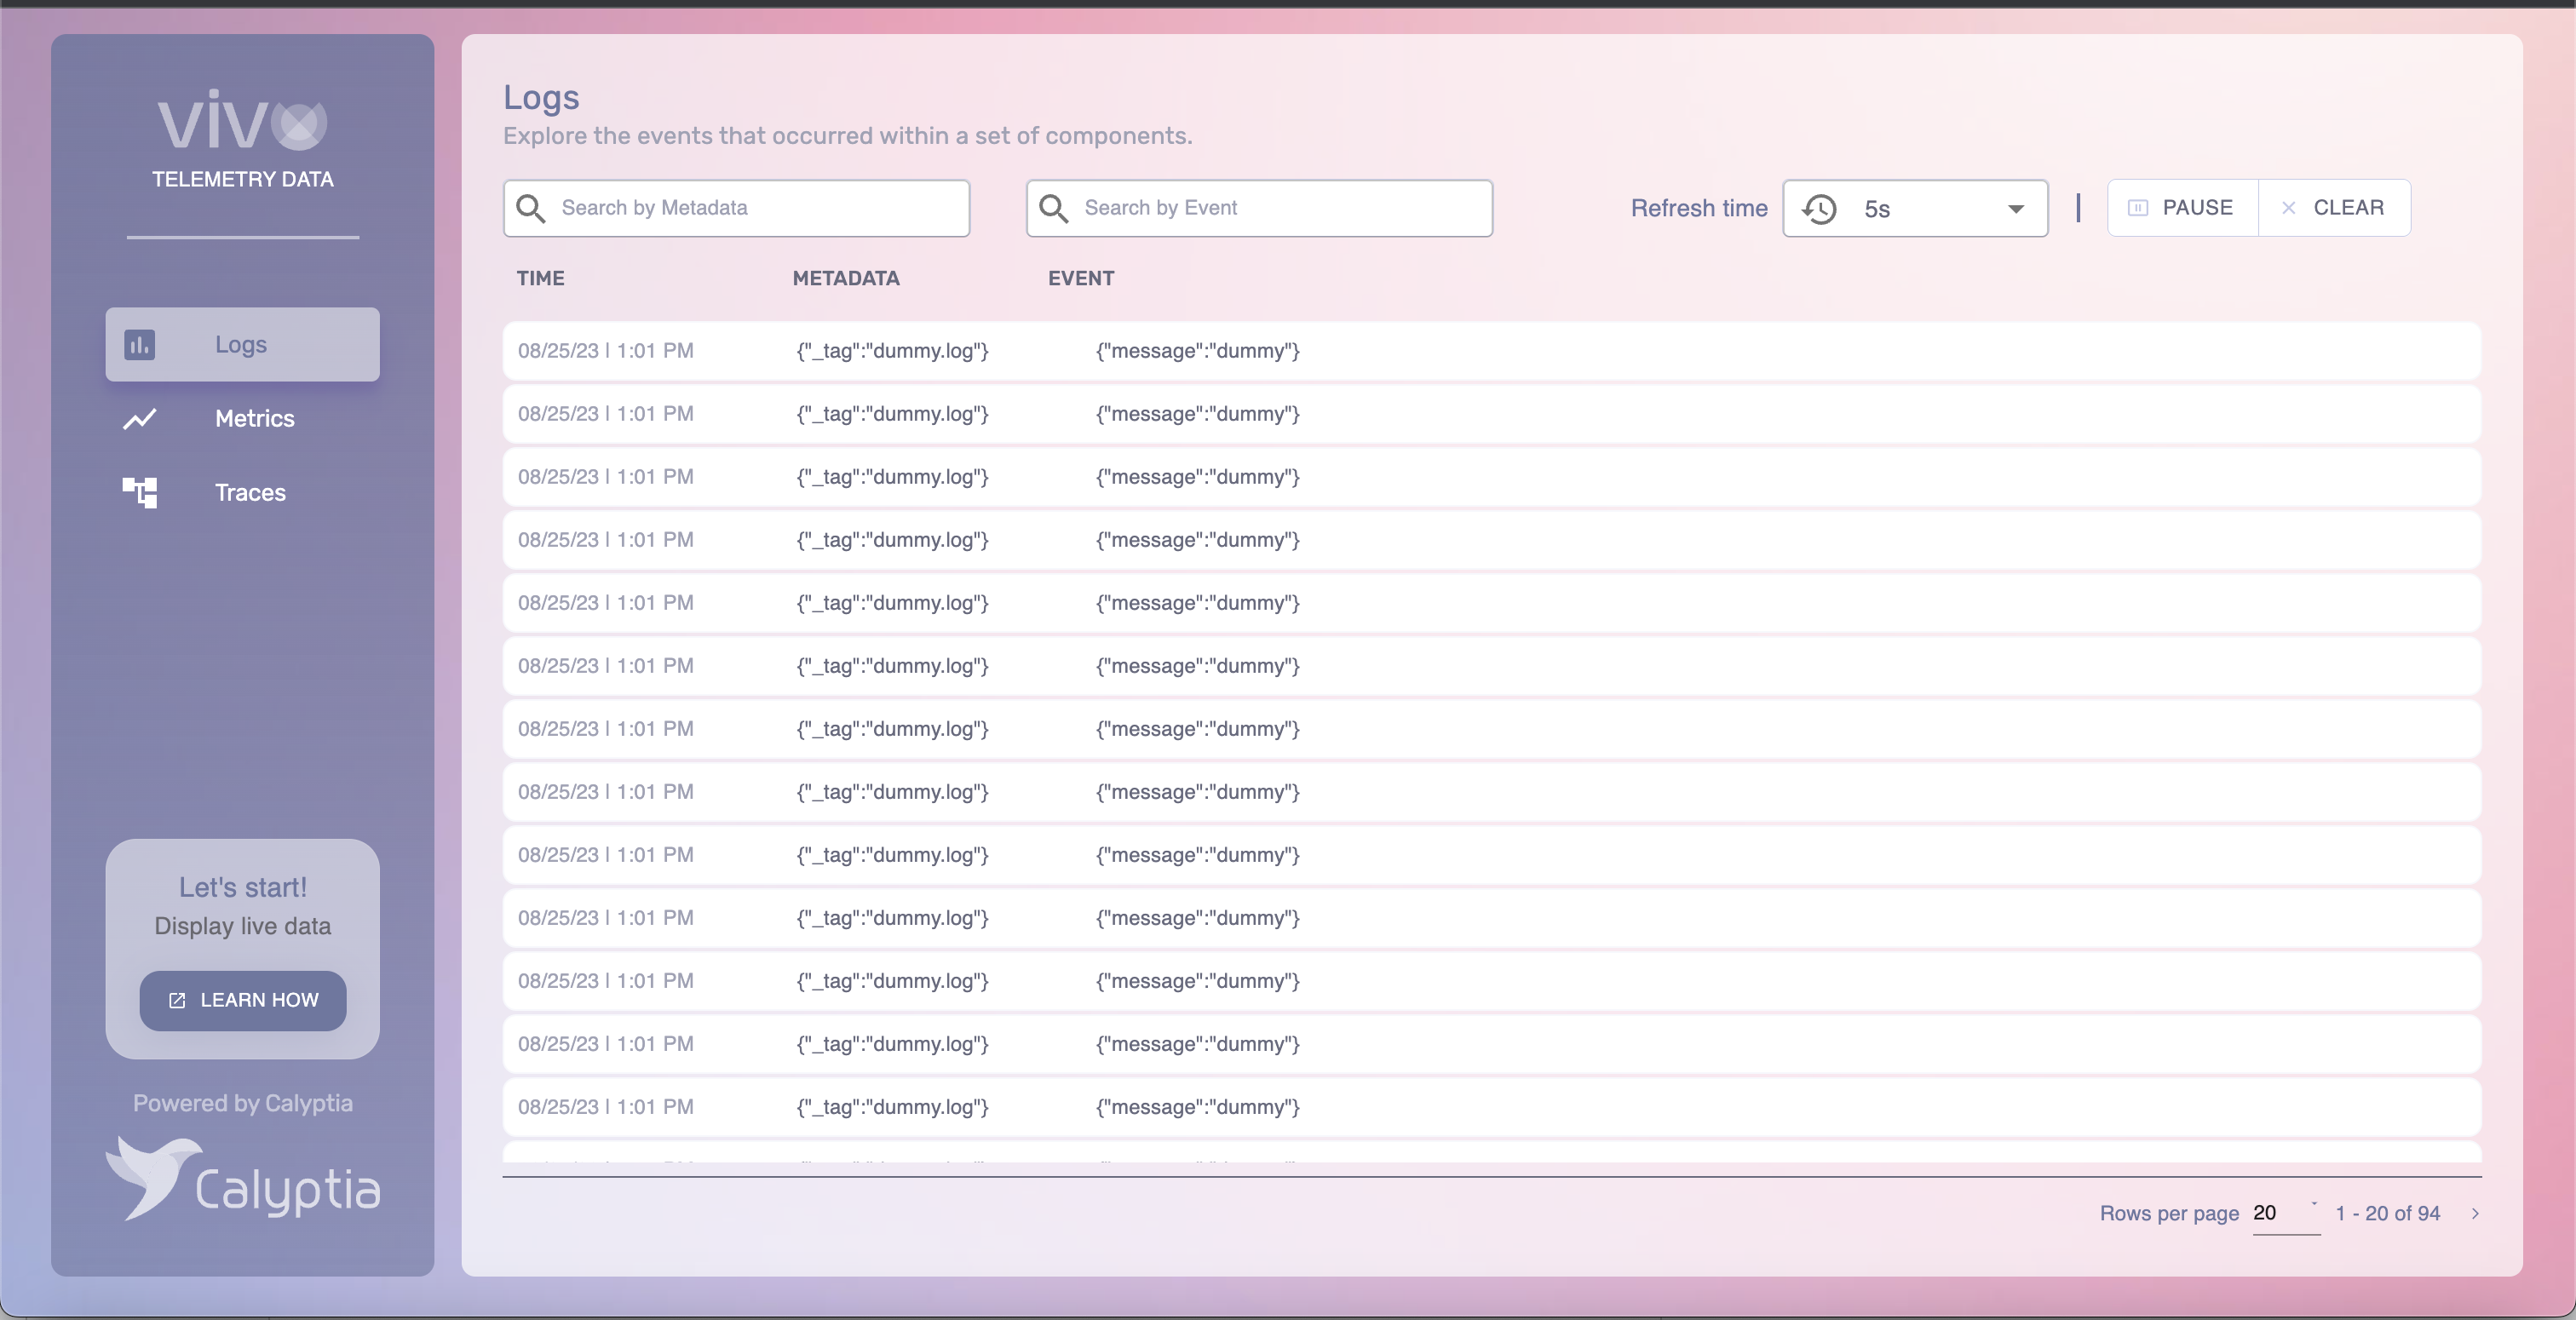 vivo
TELEMETRY DATA
Logs
Metrics
Traces
Let's start!
Display live data
LEARN HOW
Powered by Calyptia
Calyptia
Logs
Explore the events that occurred within a set of components.
Search by Metadata
Search by Event
Refresh time
5s
PAUSE
CLEAR
TIME METADATA EVENT
08/25/23 | 1:01 PM {"_tag":"dummy.log"} {"message":"dummy"}
08/25/23 | 1:01 PM {"_tag":"dummy.log"} {"message":"dummy"}
08/25/23 | 1:01 PM {"_tag":"dummy.log"} {"message":"dummy"}
08/25/23 | 1:01 PM {"_tag":"dummy.log"} {"message":"dummy"}
08/25/23 | 1:01 PM {"_tag":"dummy.log"} {"message":"dummy"}
08/25/23 | 1:01 PM {"_tag":"dummy.log"} {"message":"dummy"}
08/25/23 | 1:01 PM {"_tag":"dummy.log"} {"message":"dummy"}
08/25/23 | 1:01 PM {"_tag":"dummy.log"} {"message":"dummy"}
08/25/23 | 1:01 PM {"_tag":"dummy.log"} {"message":"dummy"}
08/25/23 | 1:01 PM {"_tag":"dummy.log"} {"message":"dummy"}
08/25/23 | 1:01 PM {"_tag":"dummy.log"} {"message":"dummy"}
08/25/23 | 1:01 PM {"_tag":"dummy.log"} {"message":"dummy"}
08/25/23 | 1:01 PM {"_tag":"dummy.log"} {"message":"dummy"}
Rows per page 20 1 - 20 of 94